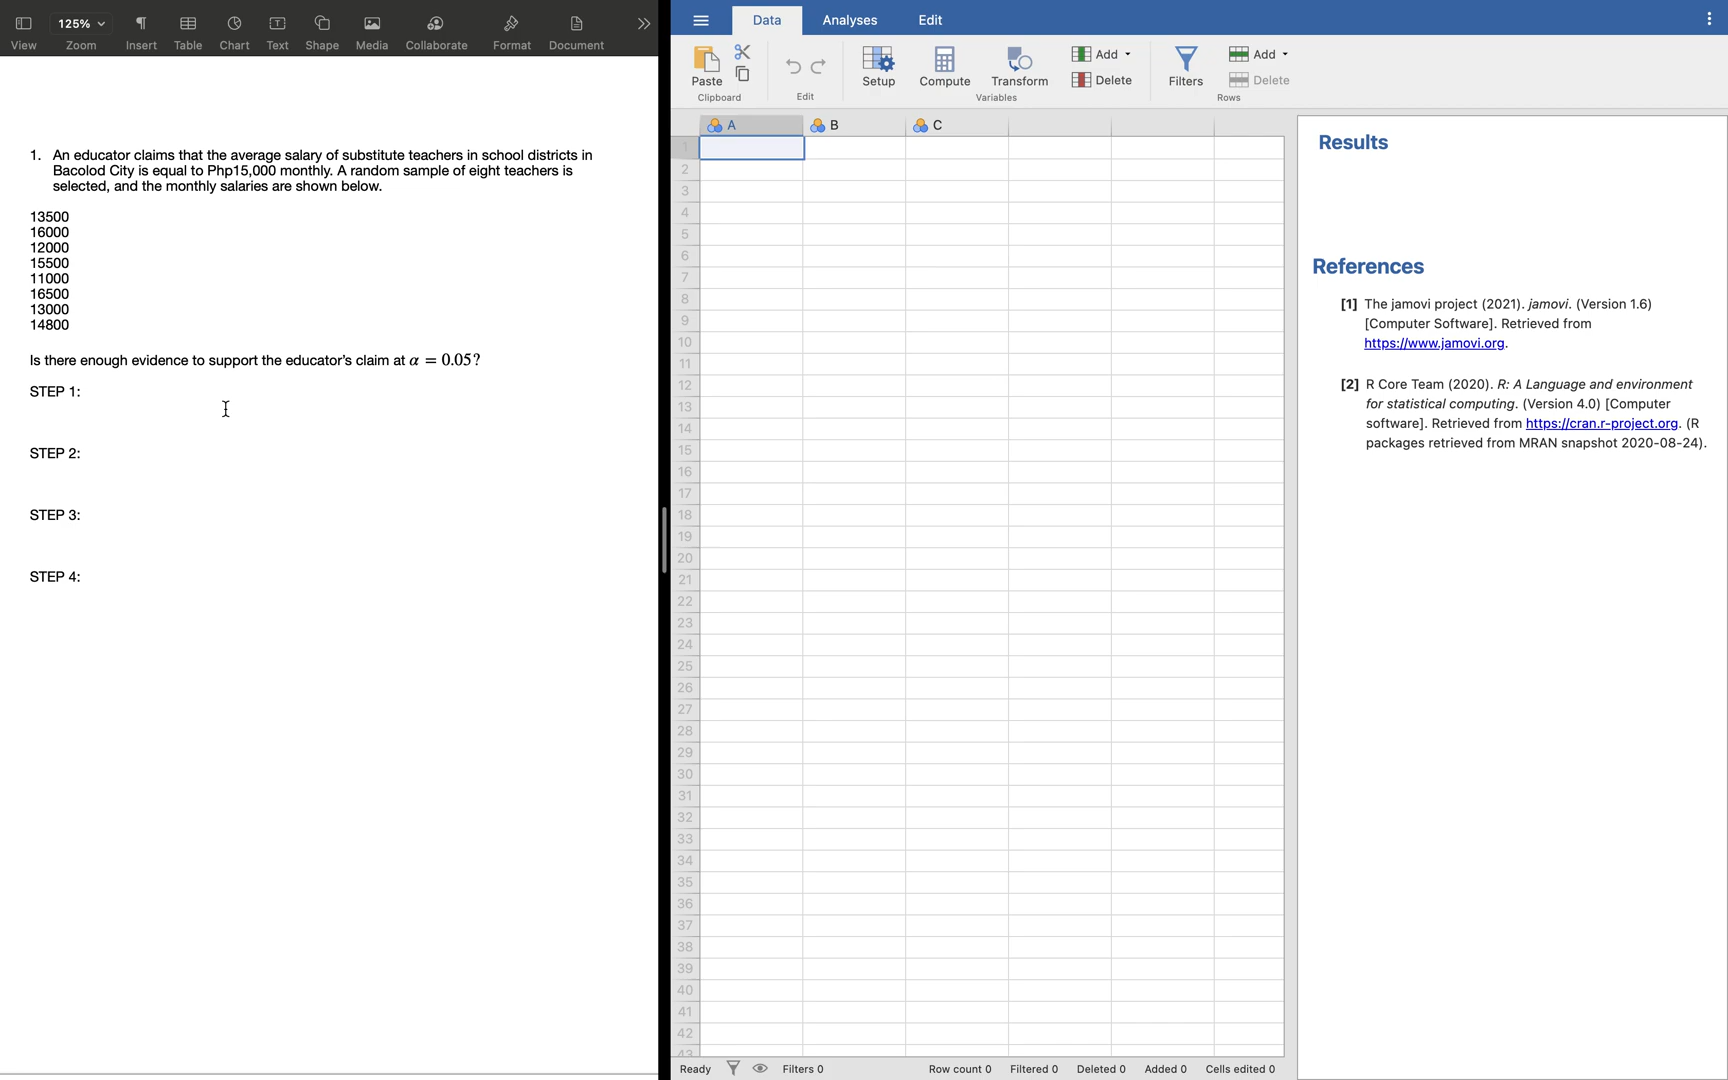 125%
View
Zoom
Insert
Table
Chart
Text
Shape
Media
Collaborate
Format
Document
1. An educator claims that the average salary of substitute teachers in school districts in
Bacolod City is equal to Php15,000 monthly. A random sample of eight teachers is
selected, and the monthly salaries are shown below.
13500
16000
12000
15500
11000
16500
13000
14800
Is there enough evidence to support the educator's claim at α = 0.05?
STEP 1:
STEP 2:
STEP 3:
STEP 4:
Data
Analyses
Edit
Paste
Clipboard
Edit
Setup
Compute
Transform
Add
Delete
Variables
Filters
Add
Delete
Rows
A
B
C
1
2
3
4
5
6
7
8
9
10
11
12
13
14
15
16
17
18
19
20
21
22
23
24
25
26
27
28
29
30
31
32
33
34
35
36
37
38
39
40
41
42
43
Ready
Filters 0
Row count 0
Filtered 0
Deleted 0
Added 0
Cells edited 0
Results
References
[1] The jamovi project (2021). jamovi. (Version 1.6)
[Computer Software]. Retrieved from
https://www.jamovi.org.
[2] R Core Team (2020). R: A Language and environment
for statistical computing. (Version 4.0) [Computer
software]. Retrieved from https://cran.r-project.org. (R
packages retrieved from MRAN snapshot 2020-08-24).